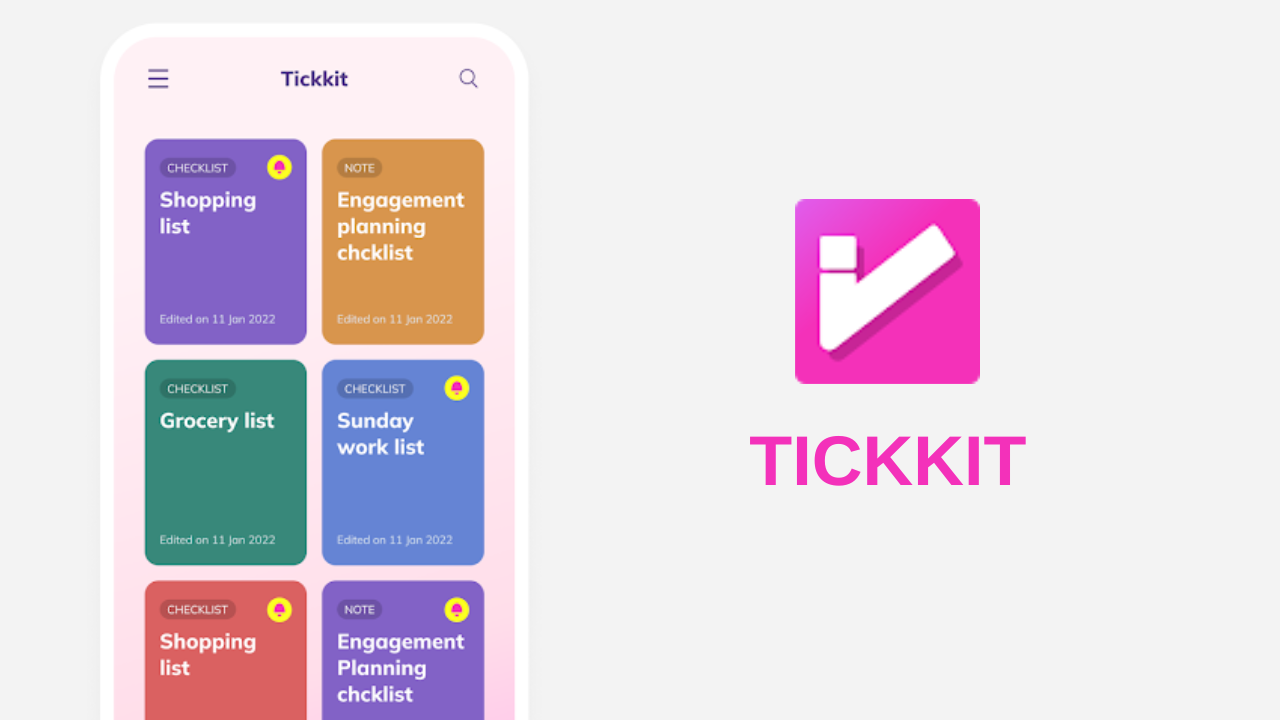 Tickkit
CHECKLIST
Shopping
list
Edited on 11 Jan 2022
NOTE
Engagement
planning
chcklist
Edited on 11 Jan 2022
CHECKLIST
Grocery list
Edited on 11 Jan 2022
CHECKLIST
Sunday
work list
Edited on 11 Jan 2022
CHECKLIST
Shopping
list
NOTE
Engagement
Planning
chcklist
TICKKIT